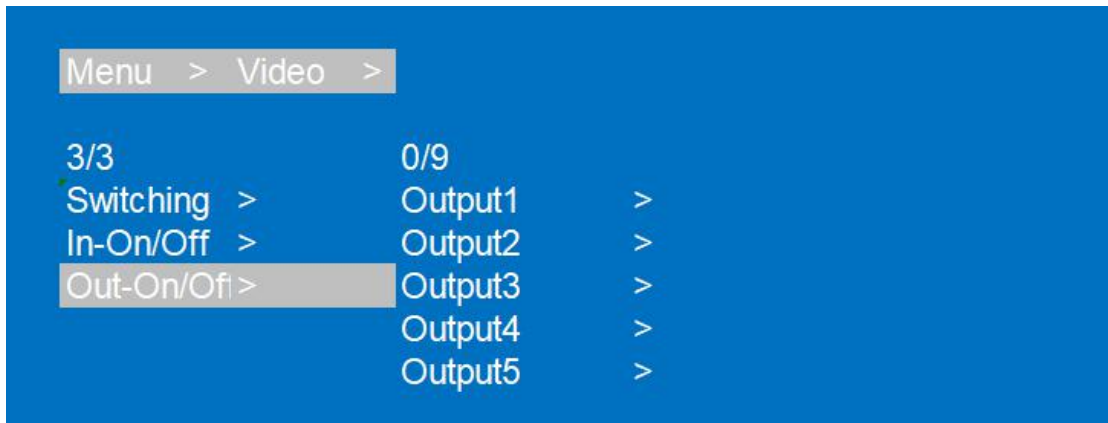 Menu > Video >
3/3 0/9
Switching > Output1 >
In-On/Off > Output2 >
Out-On/Of > Output3 >
Output4 >
Output5 >